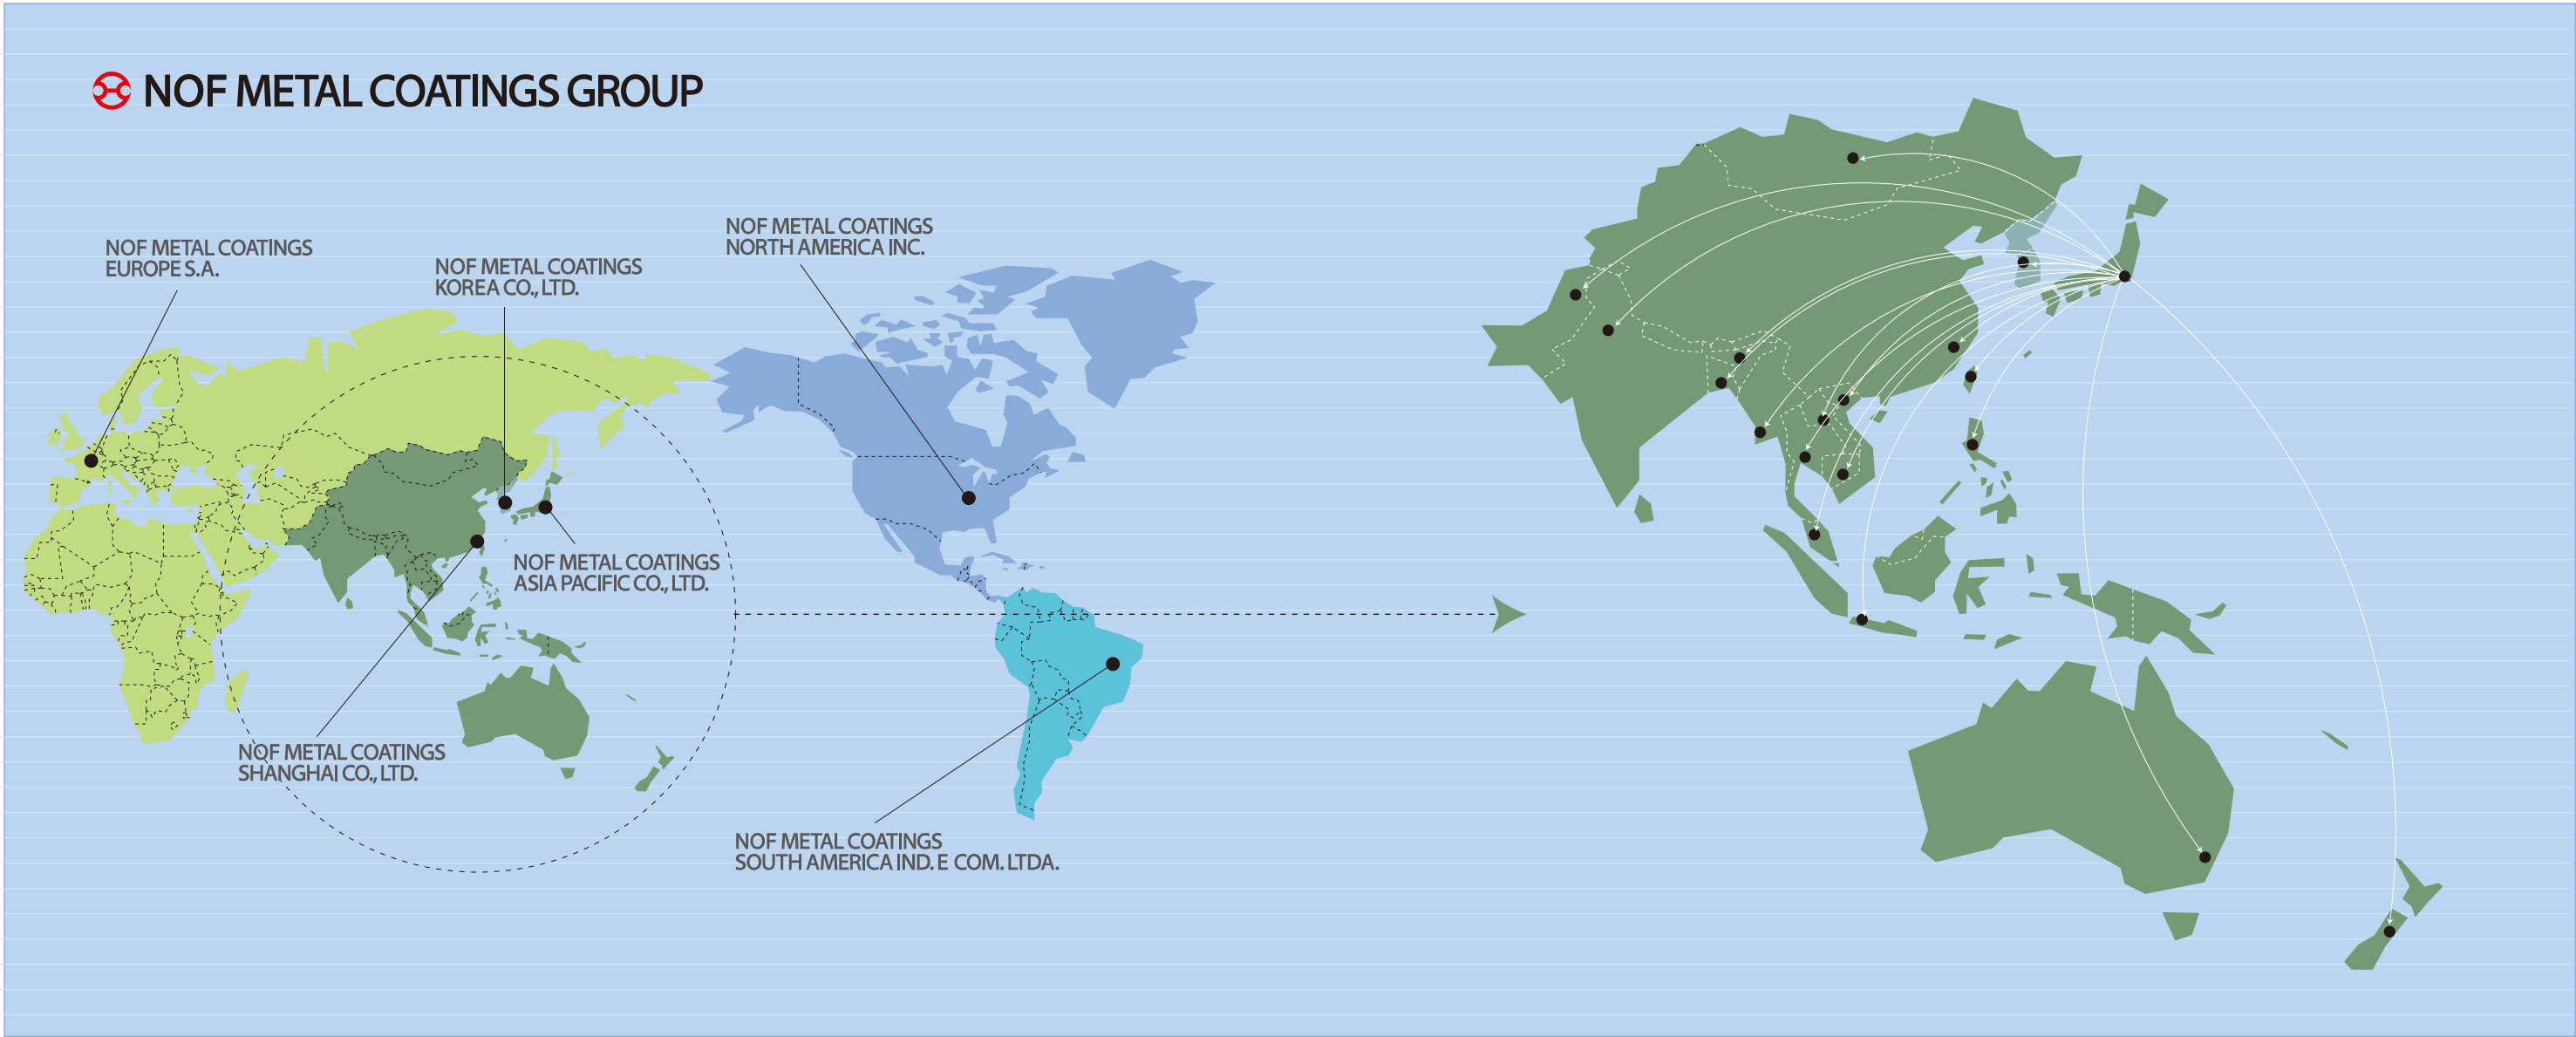 NOF METAL COATINGS GROUP
NOF METAL COATINGS
EUROPE S.A.
NOF METAL COATINGS
KOREA CO., LTD.
NOF METAL COATINGS
NORTH AMERICA INC.
NOF METAL COATINGS
ASIA PACIFIC CO., LTD.
NOF METAL COATINGS
SHANGHAI CO., LTD.
NOF METAL COATINGS
SOUTH AMERICA IND. E COM. LTDA.